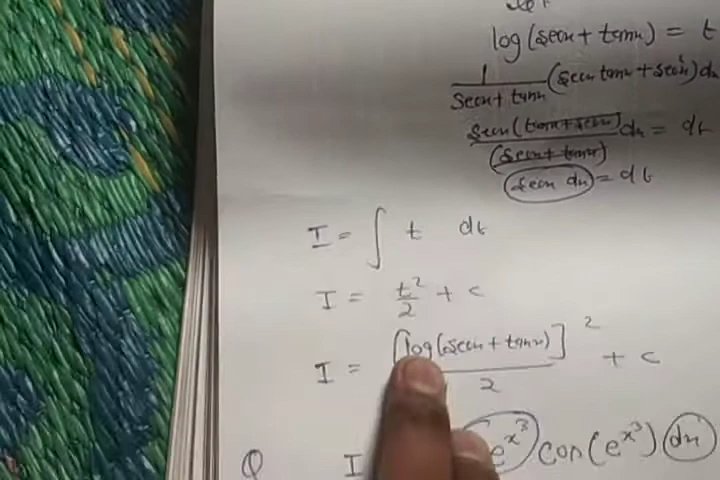 log(secx + tanx) = t
1/(secx + tanx) (secx tanx + sec²x) dx
secx(tanx + secx)/(secx + tanx) dx = dt
secx dx = dt
I = ∫ t dt
I = t²/2 + c
I = [log(secx + tanx)]²/2 + c
Q I e^x³ cos(e^x³) dx